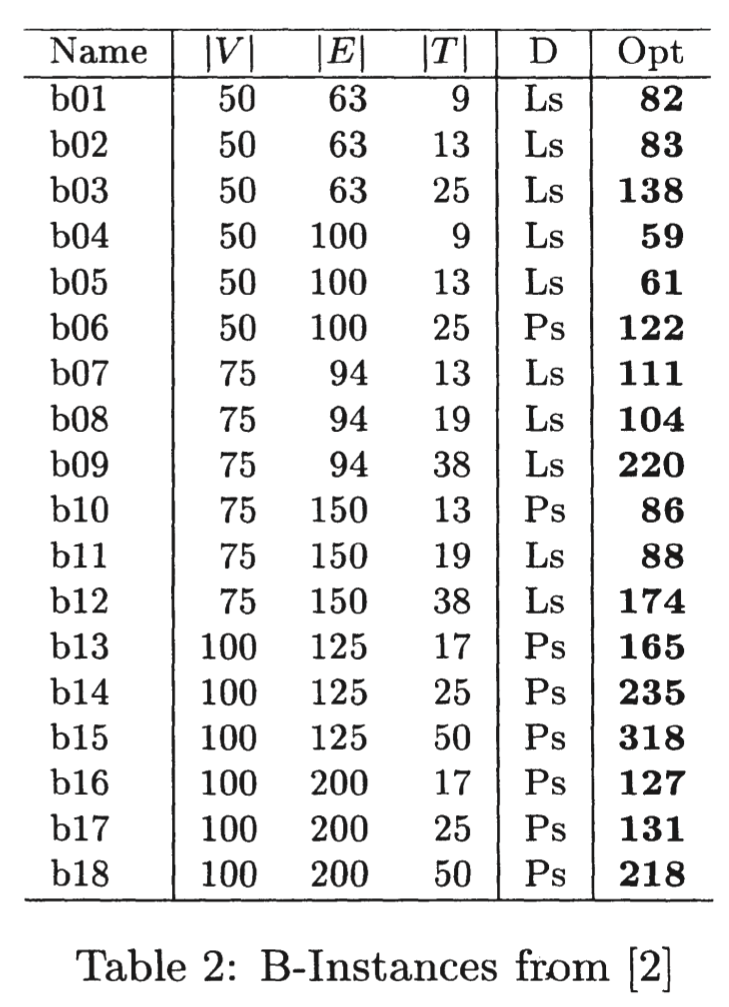 Name |V| |E| |T| D Opt
b01 50 63 9 Ls 82
b02 50 63 13 Ls 83
b03 50 63 25 Ls 138
b04 50 100 9 Ls 59
b05 50 100 13 Ls 61
b06 50 100 25 Ps 122
b07 75 94 13 Ls 111
b08 75 94 19 Ls 104
b09 75 94 38 Ls 220
b10 75 150 13 Ps 86
b11 75 150 19 Ls 88
b12 75 150 38 Ls 174
b13 100 125 17 Ps 165
b14 100 125 25 Ps 235
b15 100 125 50 Ps 318
b16 100 200 17 Ps 127
b17 100 200 25 Ps 131
b18 100 200 50 Ps 218
Table 2: B-Instances from [2]